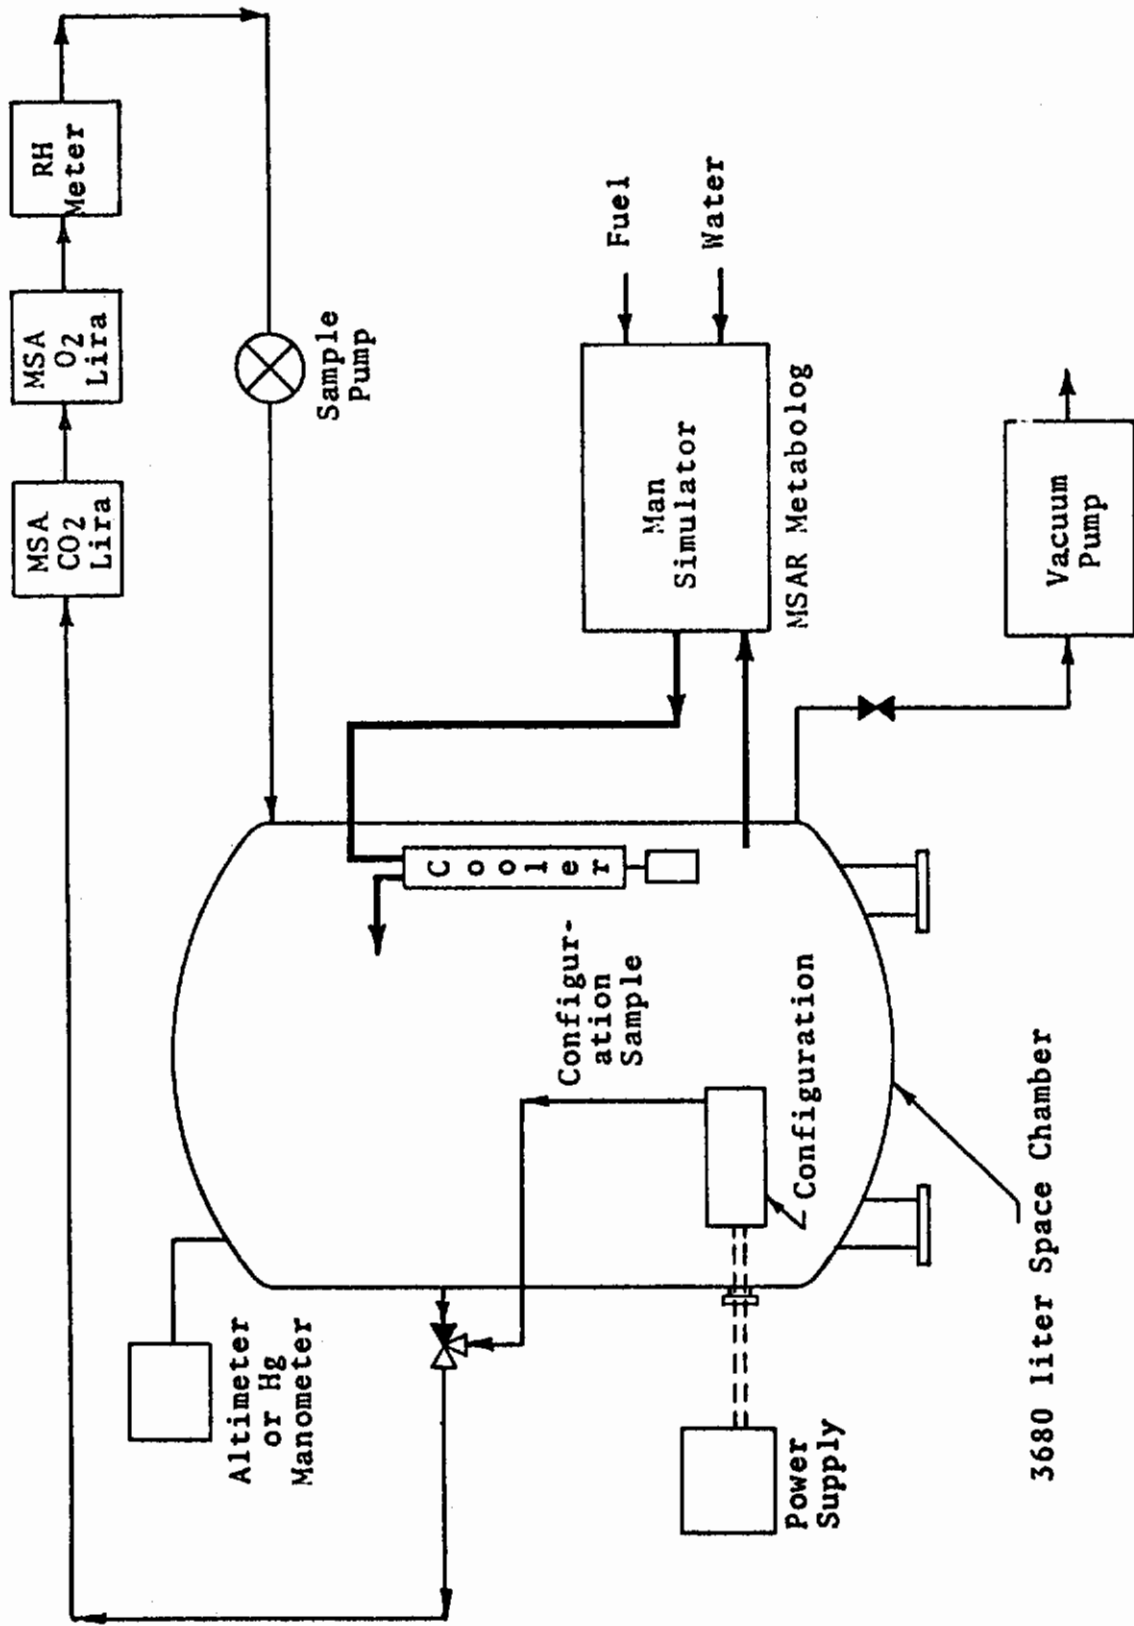 MSA
CO2
Lira
MSA
O2
Lira
RH
Meter
Sample
Pump
Altimeter
or Hg
Manometer
Cooler
Configur-
ation
Sample
Configuration
Power
Supply
3680 liter Space Chamber
Man
Simulator
MSAR Metabolog
Fuel
Water
Vacuum
Pump